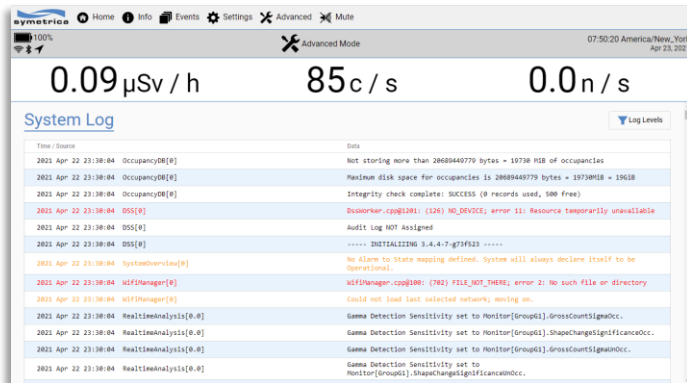 symetrica Home Info Events Settings Advanced Mute
100%
Advanced Mode
07:50:20 America/New_York
Apr 23, 202
0.09 µSv / h 85 c / s 0.0 n / s
System Log
Log Levels
Time / Source Data
2021 Apr 22 23:30:04 OccupancyDB[0] Not storing more than 20689449779 bytes = 19730 MiB of occupancies
2021 Apr 22 23:30:04 OccupancyDB[0] Maximum disk space for occupancies is 20689449779 bytes = 19730MiB = 19GiB
2021 Apr 22 23:30:04 OccupancyDB[0] Integrity check complete: SUCCESS (0 records used, 500 free)
2021 Apr 22 23:30:04 DSS[0] DssWorker.cpp@1201: (126) NO_DEVICE; error 11: Resource temporarily unavailable
2021 Apr 22 23:30:04 DSS[0] Audit Log NOT Assigned
2021 Apr 22 23:30:04 DSS[0] ----- INITIALIZING 3.4.4-7-g73f523 -----
2021 Apr 22 23:30:04 SystemOverview[0] No Alarm to State mapping defined. System will always declare itself to be
Operational.
2021 Apr 22 23:30:04 WifiManager[0] WifiManager.cpp@100: (702) FILE_NOT_THERE; error 2: No such file or directory
2021 Apr 22 23:30:04 WifiManager[0] Could not load last selected network; moving on.
2021 Apr 22 23:30:04 RealtimeAnalysis[0.0] Gamma Detection Sensitivity set to Monitor[Group61].GrossCountSigmaOcc.
2021 Apr 22 23:30:04 RealtimeAnalysis[0.0] Gamma Detection Sensitivity set to Monitor[Group61].ShapeChangeSignificanceOcc.
2021 Apr 22 23:30:04 RealtimeAnalysis[0.0] Gamma Detection Sensitivity set to Monitor[Group61].GrossCountSigmaUnOcc.
2021 Apr 22 23:30:04 RealtimeAnalysis[0.0] Gamma Detection Sensitivity set to
Monitor[Group61].ShapeChangeSignificanceUnOcc.